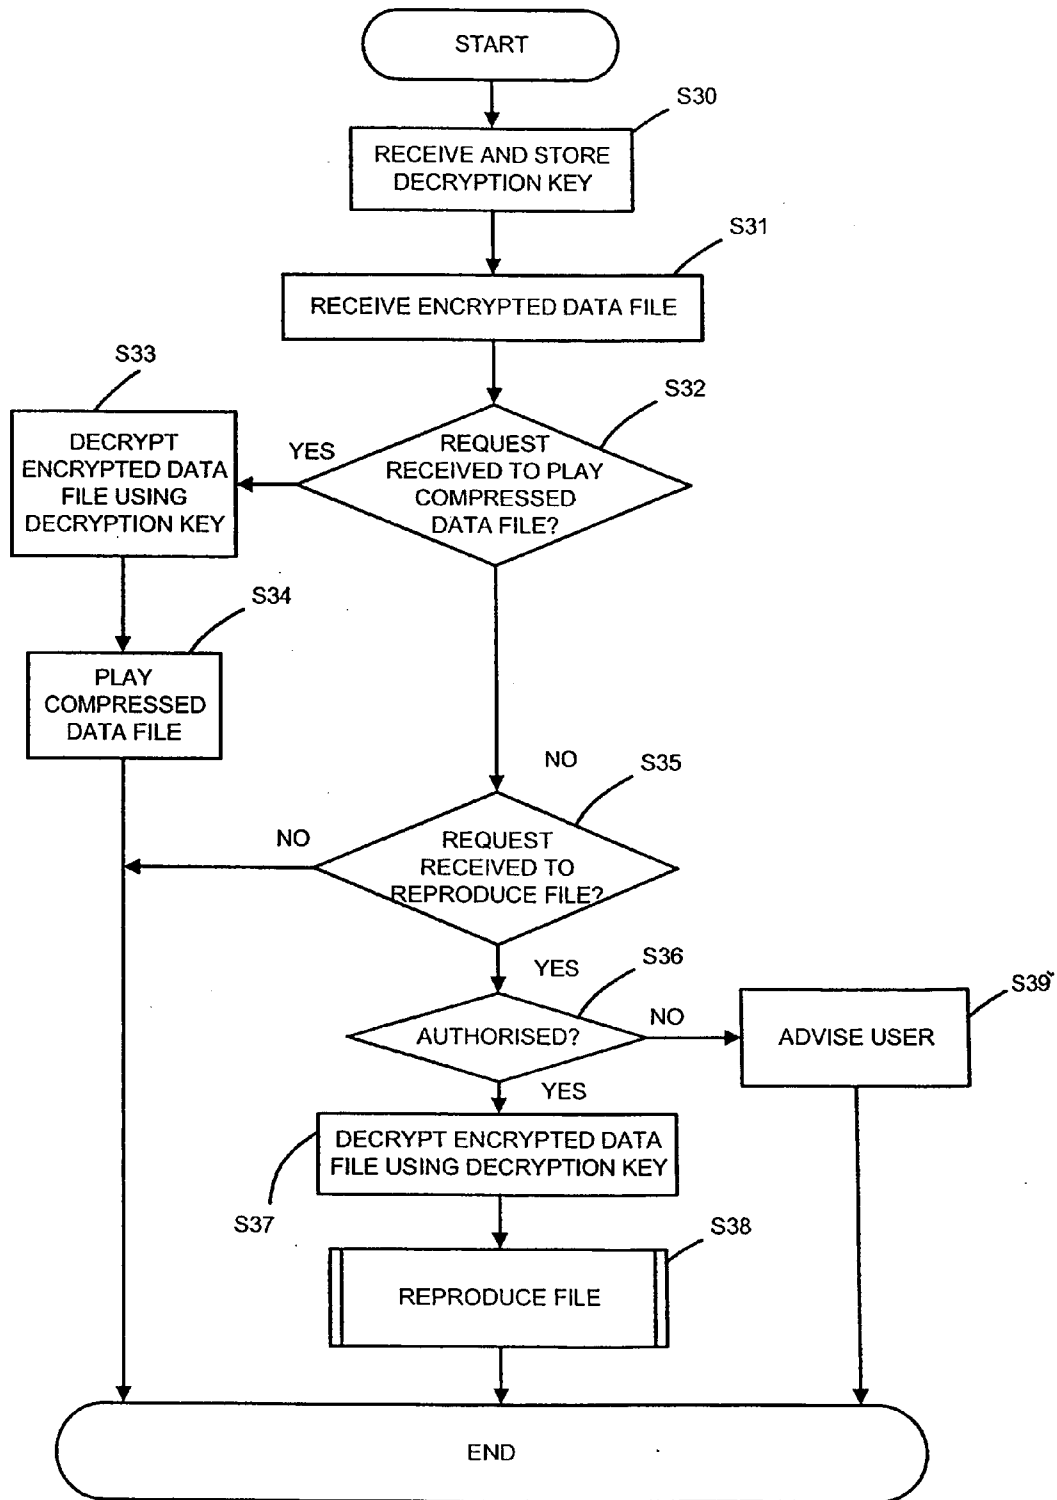 START
S30
RECEIVE AND STORE
DECRYPTION KEY
S31
RECEIVE ENCRYPTED DATA FILE
S33
S32
DECRYPT
ENCRYPTED DATA
FILE USING
DECRYPTION KEY
YES
REQUEST
RECEIVED TO PLAY
COMPRESSED
DATA FILE?
S34
PLAY
COMPRESSED
DATA FILE
NO
S35
NO
REQUEST
RECEIVED TO
REPRODUCE FILE?
YES
S36
AUTHORISED?
NO
S39
ADVISE USER
YES
DECRYPT ENCRYPTED DATA
FILE USING DECRYPTION KEY
S37
S38
REPRODUCE FILE
END